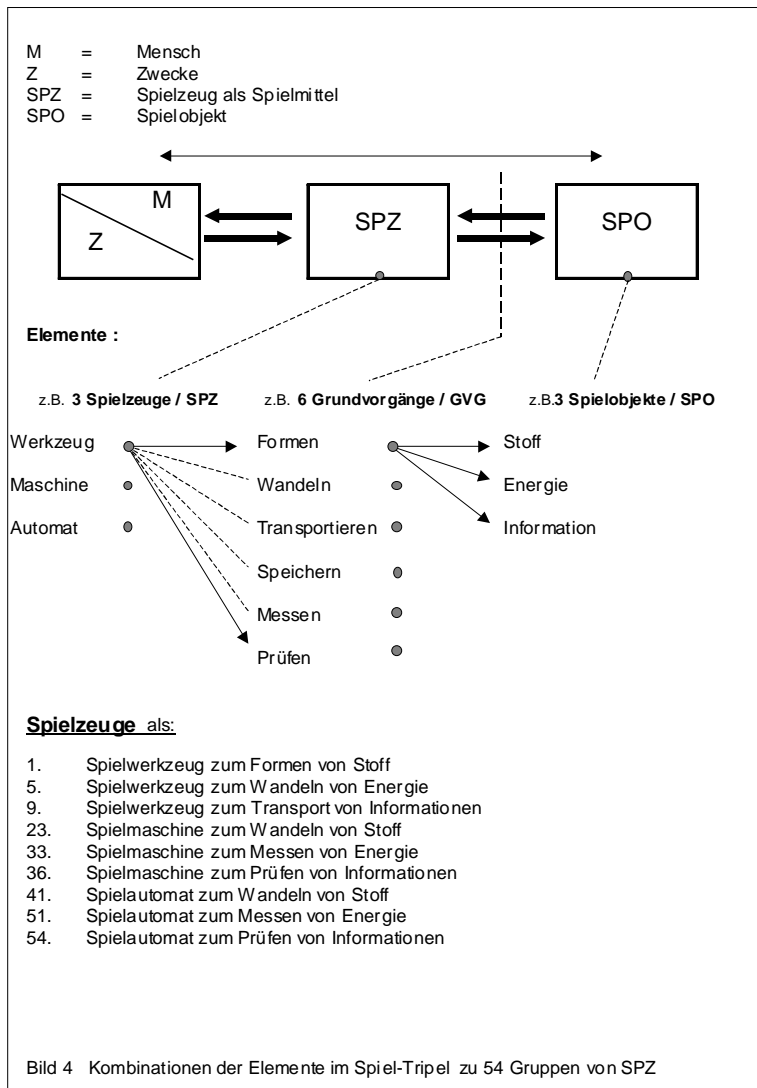 M = Mensch
Z = Zwecke
SPZ = Spielzeug als Spielmittel
SPO = Spielobjekt
M
Z
SPZ
SPO
Elemente :
z.B. 3 Spielzeuge / SPZ z.B. 6 Grundvorgänge / GVG z.B.3 Spielobjekte / SPO
Werkzeug Formen Stoff
Maschine Wandeln Energie
Automat Transportieren Information
Speichern
Messen
Prüfen
Spielzeuge als:
1. Spielwerkzeug zum Formen von Stoff
5. Spielwerkzeug zum Wandeln von Energie
9. Spielwerkzeug zum Transport von Informationen
23. Spielmaschine zum Wandeln von Stoff
33. Spielmaschine zum Messen von Energie
36. Spielmaschine zum Prüfen von Informationen
41. Spielautomat zum Wandeln von Stoff
51. Spielautomat zum Messen von Energie
54. Spielautomat zum Prüfen von Informationen
Bild 4 Kombinationen der Elemente im Spiel-Tripel zu 54 Gruppen von SPZ